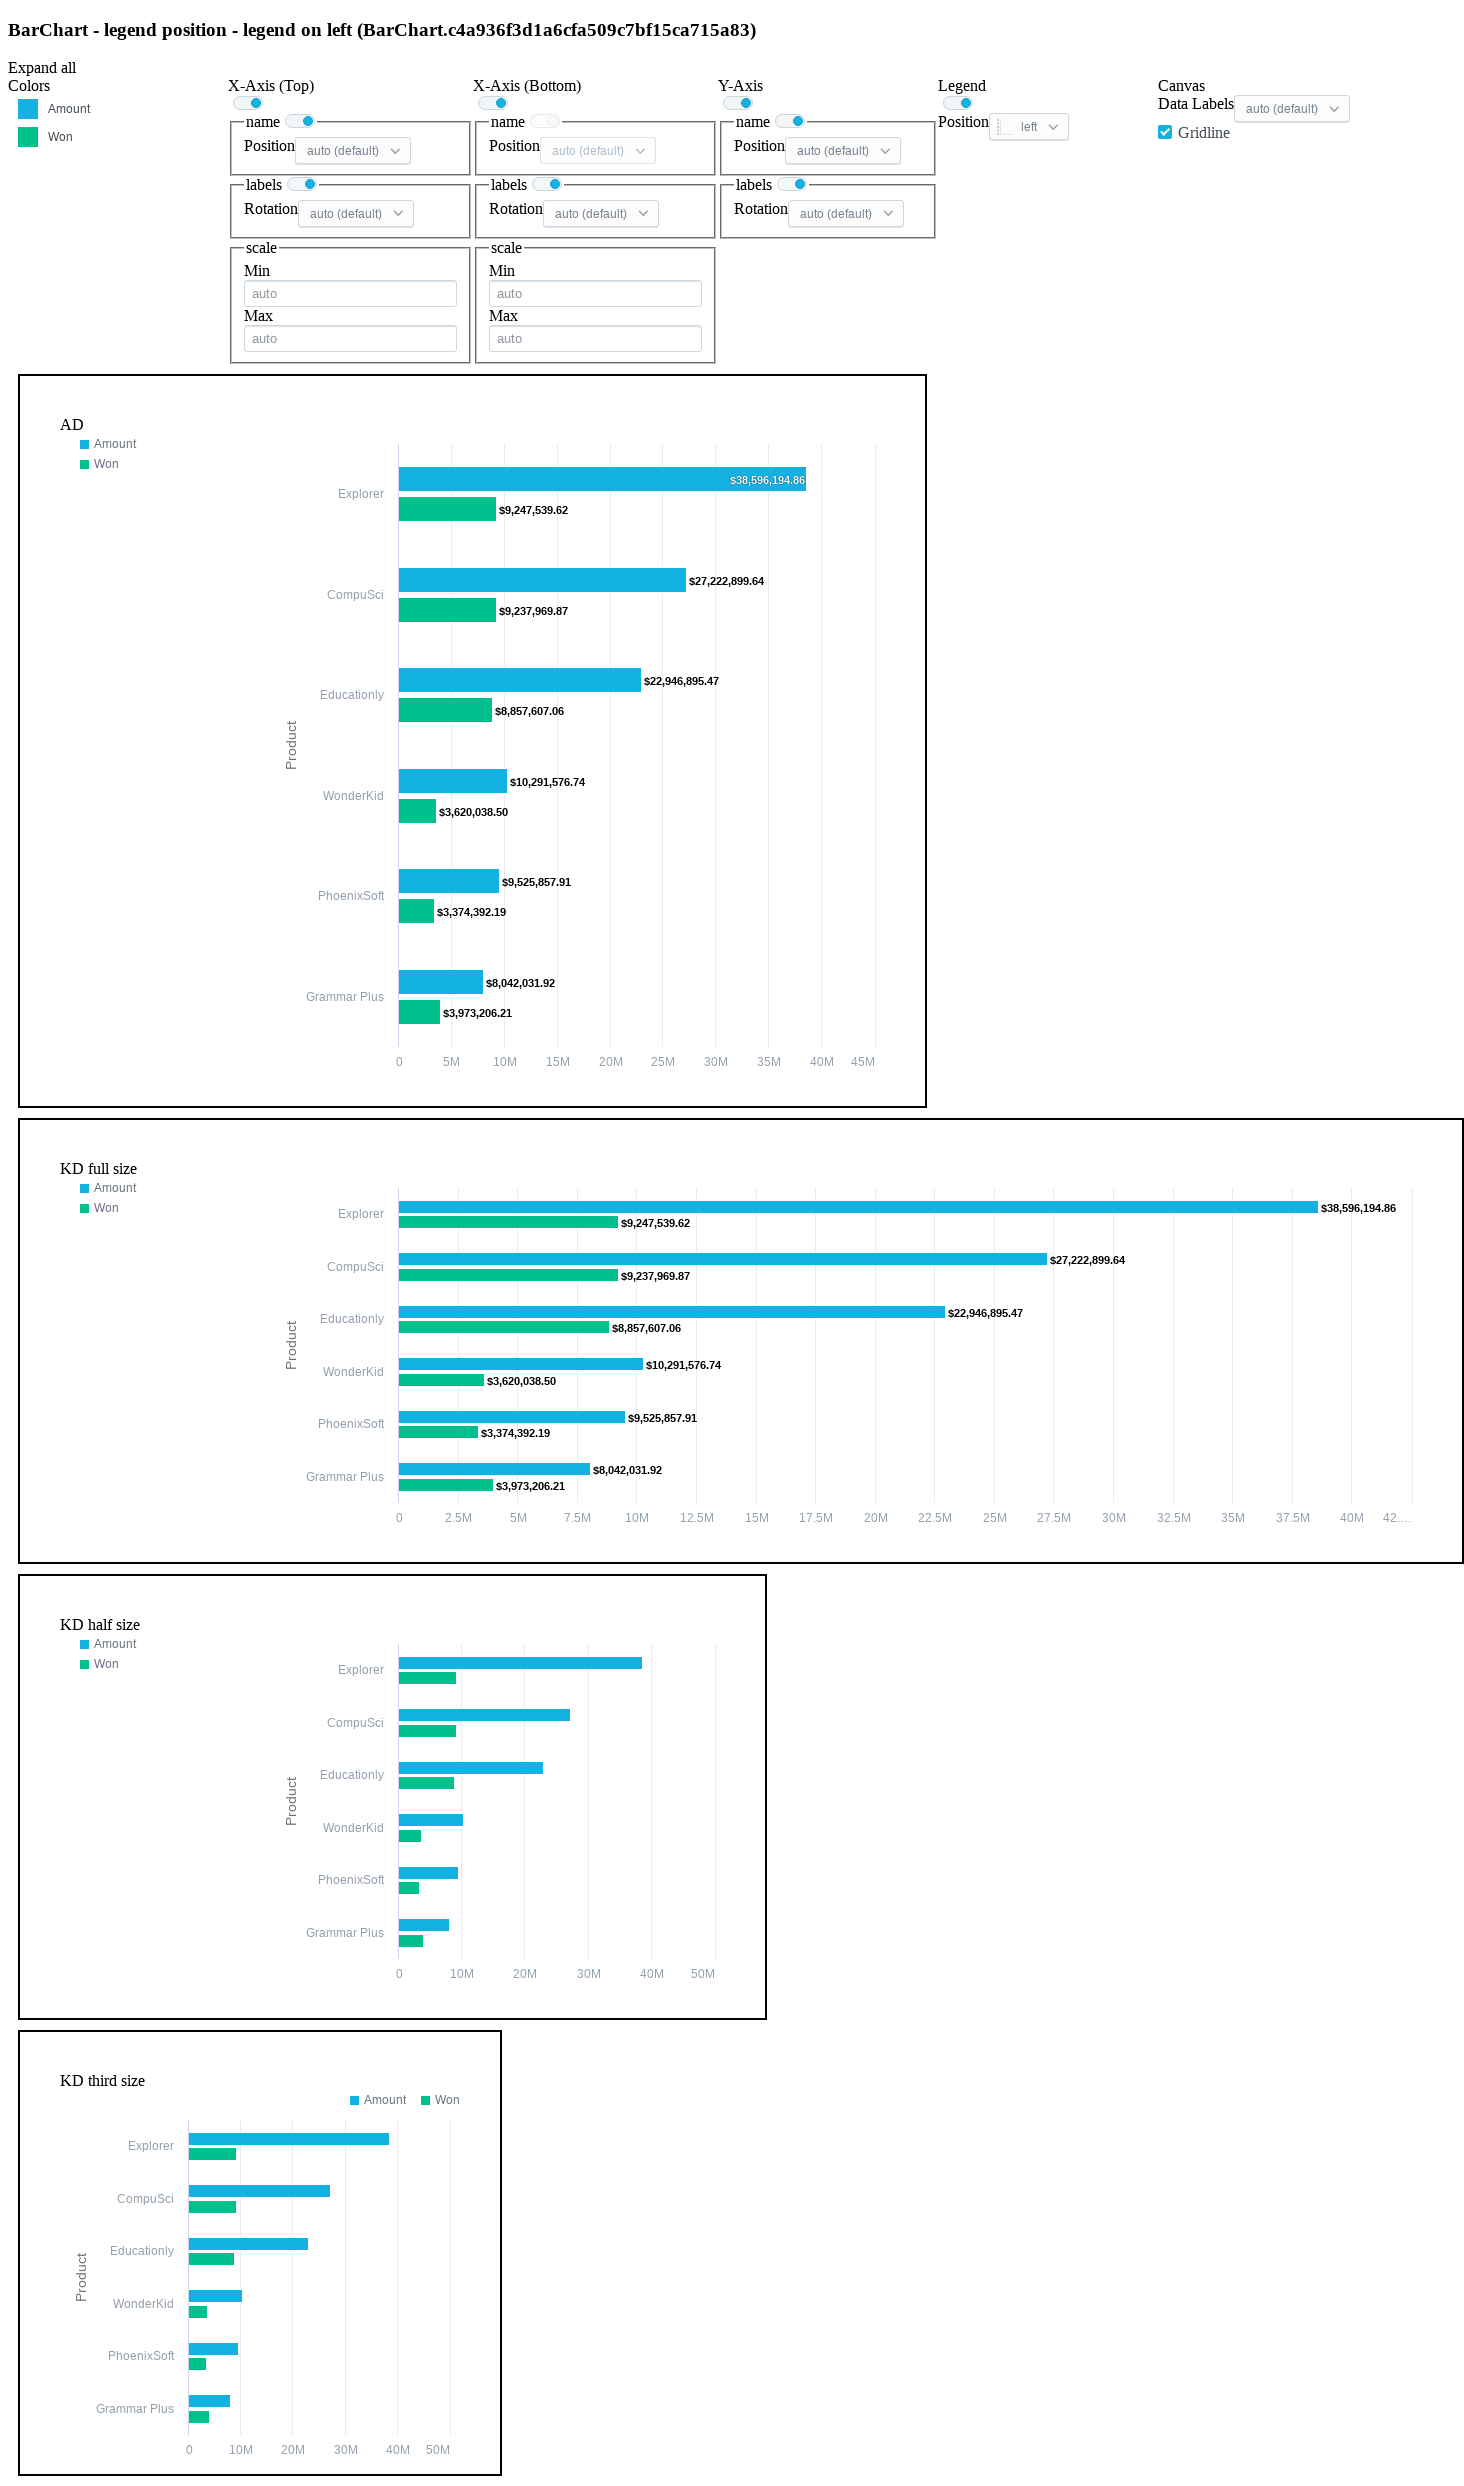 BarChart - legend position - legend on left (BarChart.c4a936f3d1a6cfa509c7bf15ca715a83)
Expand all
Colors
Amount
Won
X-Axis (Top)
name
Position auto (default)
labels
Rotation auto (default)
scale
Min
auto
Max
auto
X-Axis (Bottom)
name
Position auto (default)
labels
Rotation auto (default)
scale
Min
auto
Max
auto
Y-Axis
name
Position auto (default)
labels
Rotation auto (default)
Legend
Position left
Canvas
Data Labels auto (default)
Gridline
AD
Amount
Won
Product
Explorer
$38,596,194.86
$9,247,539.62
CompuSci
$27,222,899.64
$9,237,969.87
Educationly
$22,946,895.47
$8,857,607.06
WonderKid
$10,291,576.74
$3,620,038.50
PhoenixSoft
$9,525,857.91
$3,374,392.19
Grammar Plus
$8,042,031.92
$3,973,206.21
0 5M 10M 15M 20M 25M 30M 35M 40M 45M
KD full size
Amount
Won
Product
Explorer
$38,596,194.86
$9,247,539.62
CompuSci
$27,222,899.64
$9,237,969.87
Educationly
$22,946,895.47
$8,857,607.06
WonderKid
$10,291,576.74
$3,620,038.50
PhoenixSoft
$9,525,857.91
$3,374,392.19
Grammar Plus
$8,042,031.92
$3,973,206.21
0 2.5M 5M 7.5M 10M 12.5M 15M 17.5M 20M 22.5M 25M 27.5M 30M 32.5M 35M 37.5M 40M 42....
KD half size
Amount
Won
Product
Explorer
CompuSci
Educationly
WonderKid
PhoenixSoft
Grammar Plus
0 10M 20M 30M 40M 50M
KD third size
Amount Won
Product
Explorer
CompuSci
Educationly
WonderKid
PhoenixSoft
Grammar Plus
0 10M 20M 30M 40M 50M